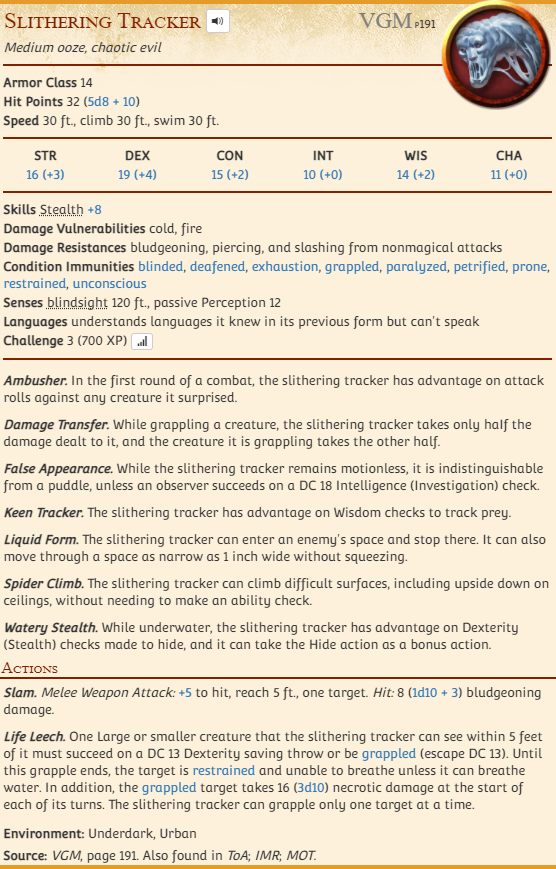 Slithering Tracker VGM P191
Medium ooze, chaotic evil
Armor Class 14
Hit Points 32 (5d8 + 10)
Speed 30 ft., climb 30 ft., swim 30 ft.
STR DEX CON INT WIS CHA
16 (+3) 19 (+4) 15 (+2) 10 (+0) 14 (+2) 11 (+0)
Skills Stealth +8
Damage Vulnerabilities cold, fire
Damage Resistances bludgeoning, piercing, and slashing from nonmagical attacks
Condition Immunities blinded, deafened, exhaustion, grappled, paralyzed, petrified, prone,
restrained, unconscious
Senses blindsight 120 ft., passive Perception 12
Languages understands languages it knew in its previous form but can't speak
Challenge 3 (700 XP)
Ambusher. In the first round of a combat, the slithering tracker has advantage on attack
rolls against any creature it surprised.
Damage Transfer. While grappling a creature, the slithering tracker takes only half the
damage dealt to it, and the creature it is grappling takes the other half.
False Appearance. While the slithering tracker remains motionless, it is indistinguishable
from a puddle, unless an observer succeeds on a DC 18 Intelligence (Investigation) check.
Keen Tracker. The slithering tracker has advantage on Wisdom checks to track prey.
Liquid Form. The slithering tracker can enter an enemy's space and stop there. It can also
move through a space as narrow as 1 inch wide without squeezing.
Spider Climb. The slithering tracker can climb difficult surfaces, including upside down on
ceilings, without needing to make an ability check.
Watery Stealth. While underwater, the slithering tracker has advantage on Dexterity
(Stealth) checks made to hide, and it can take the Hide action as a bonus action.
Actions
Slam. Melee Weapon Attack: +5 to hit, reach 5 ft., one target. Hit: 8 (1d10 + 3) bludgeoning
damage.
Life Leech. One Large or smaller creature that the slithering tracker can see within 5 feet
of it must succeed on a DC 13 Dexterity saving throw or be grappled (escape DC 13). Until
this grapple ends, the target is restrained and unable to breathe unless it can breathe
water. In addition, the grappled target takes 16 (3d10) necrotic damage at the start of
each of its turns. The slithering tracker can grapple only one target at a time.
Environment: Underdark, Urban
Source: VGM, page 191. Also found in ToA; IMR; MOT.